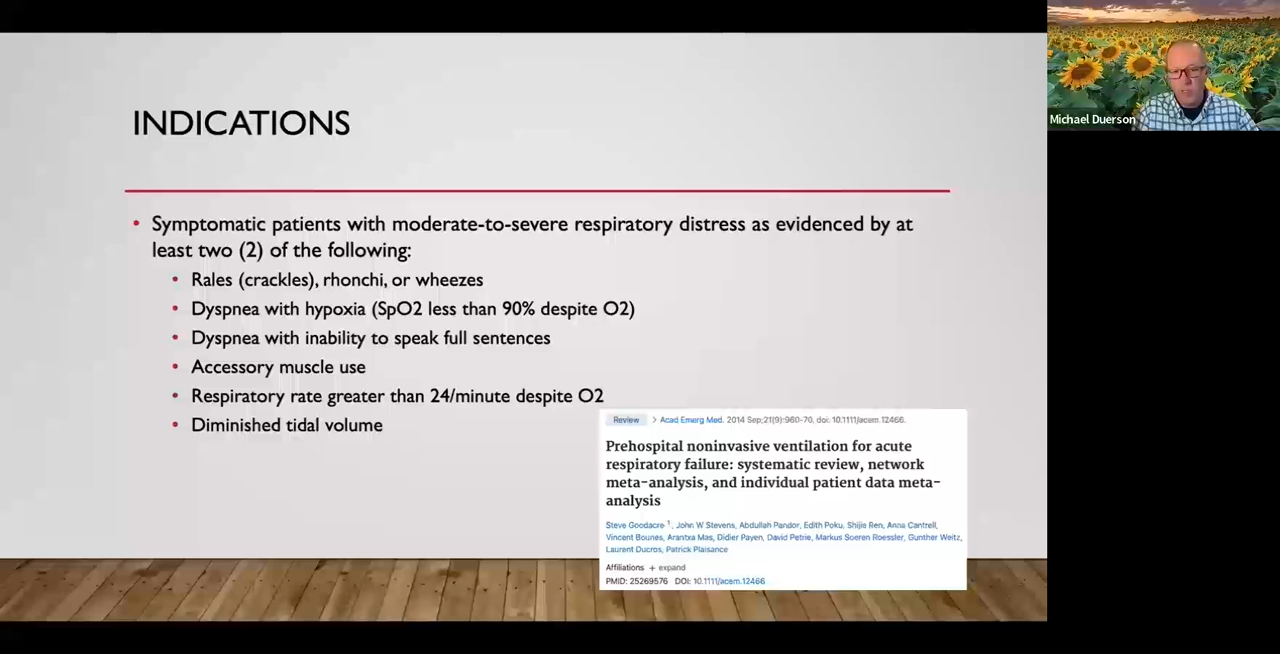 INDICATIONS
• Symptomatic patients with moderate-to-severe respiratory distress as evidenced by at
least two (2) of the following:
• Rales (crackles), rhonchi, or wheezes
• Dyspnea with hypoxia (SpO2 less than 90% despite O2)
• Dyspnea with inability to speak full sentences
• Accessory muscle use
• Respiratory rate greater than 24/minute despite O2
• Diminished tidal volume
Review > Acad Emerg Med. 2014 Sep;21(9):960-70. doi: 10.1111/acem.12466.
Prehospital noninvasive ventilation for acute
respiratory failure: systematic review, network
meta-analysis, and individual patient data meta-
analysis
Steve Goodacre 1, John W Stevens, Abdullah Pandor, Edith Poku, Shijie Ren, Anna Cantrell,
Vincent Bounes, Arantxa Mas, Didier Payen, David Petrie, Markus Soeren Roessler, Gunther Weitz,
Laurent Ducros, Patrick Plaisance
Affiliations + expand
PMID: 25269576 DOI: 10.1111/acem.12466
Michael Duerson